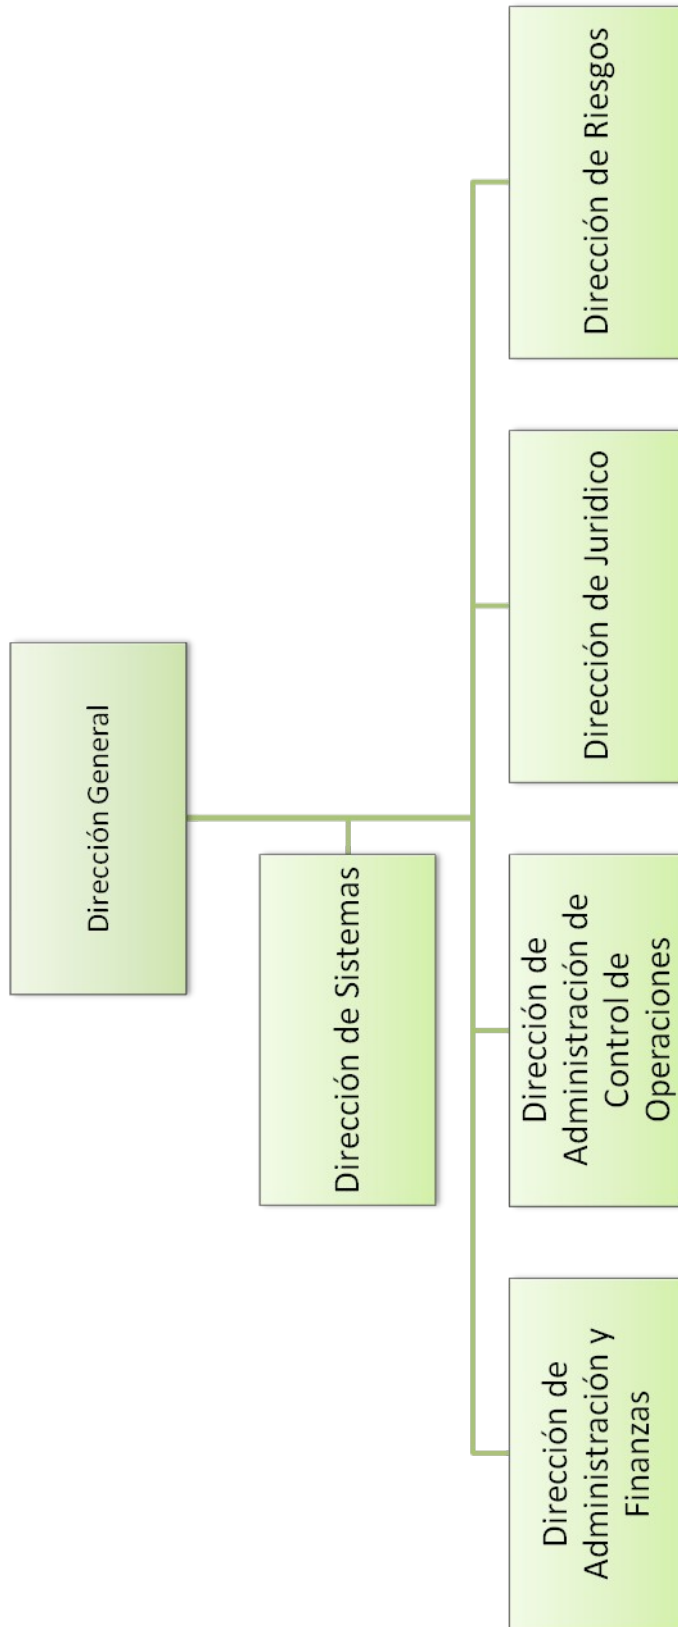 Dirección General
Dirección de Sistemas
Dirección de
Administración y
Finanzas
Dirección de
Administración de
Control de
Operaciones
Dirección de Juridico
Dirección de Riesgos